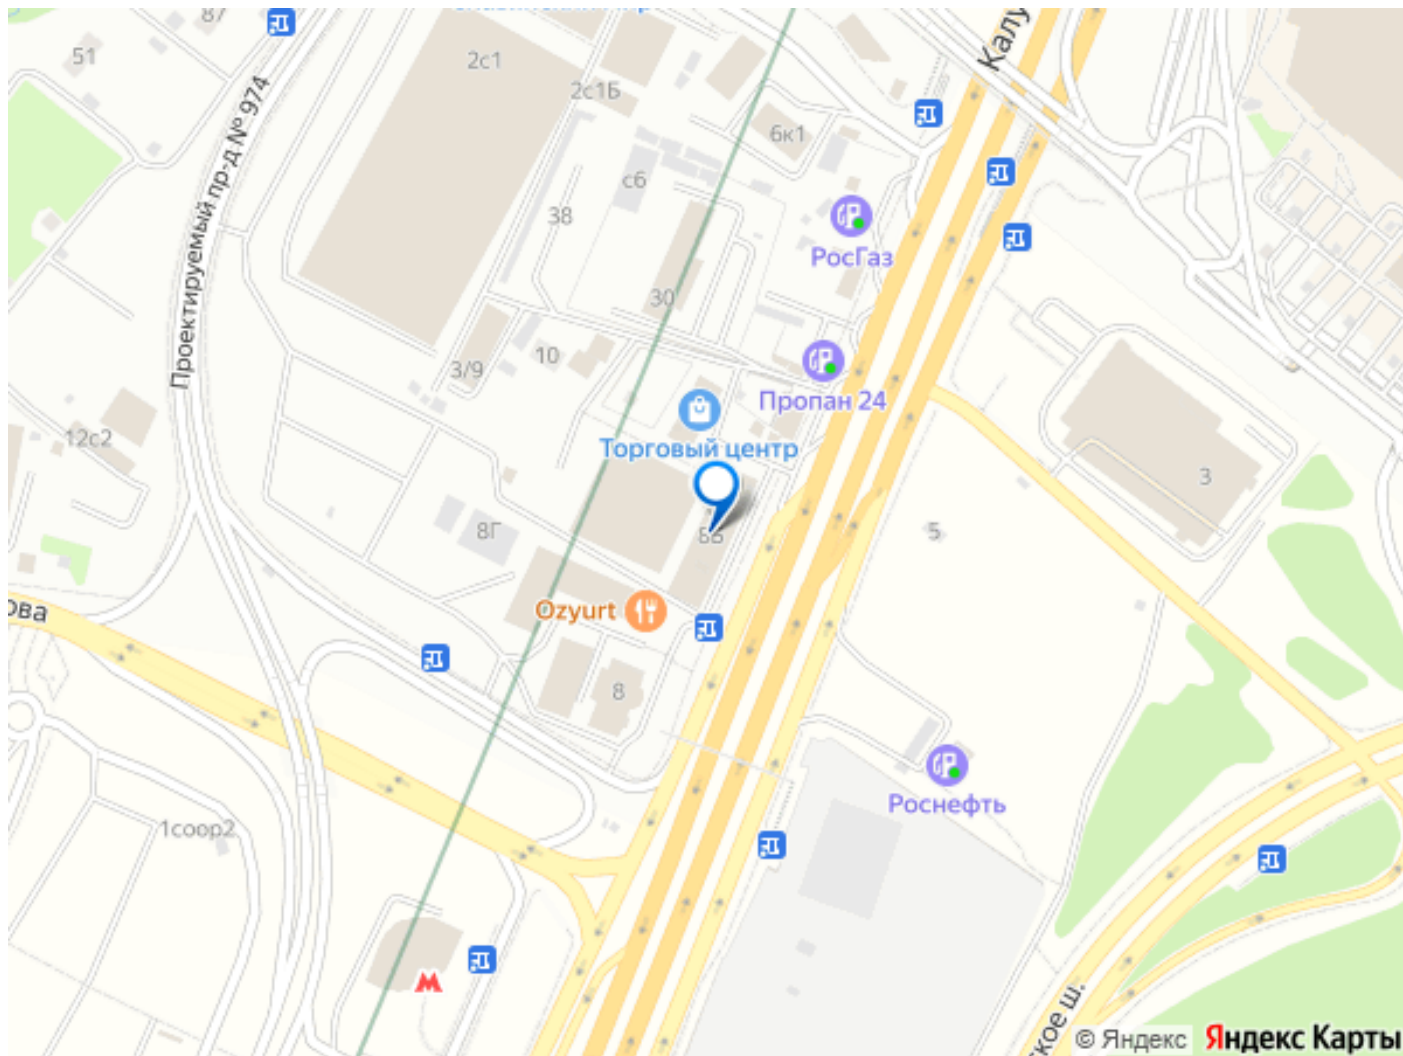 87
51
2с1
2с1Б
Калу
6к1
Проектируемый пр-д № 974
с6
38
РосГаз
30
10
3/9
Пропан 24
12с2
Торговый центр
3
8Г
5
Ozyurt
ова
8
Роснефть
1соор2
М
ское ш.
© Яндекс Яндекс Карты